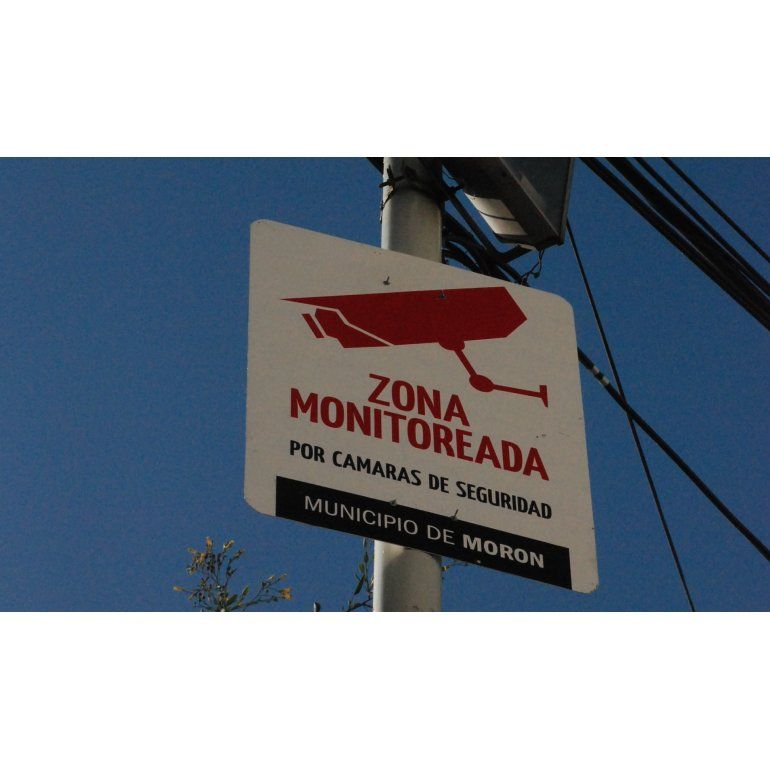 ZONA
MONITOREADA
POR CAMARAS DE SEGURIDAD
MUNICIPIO DE MORON